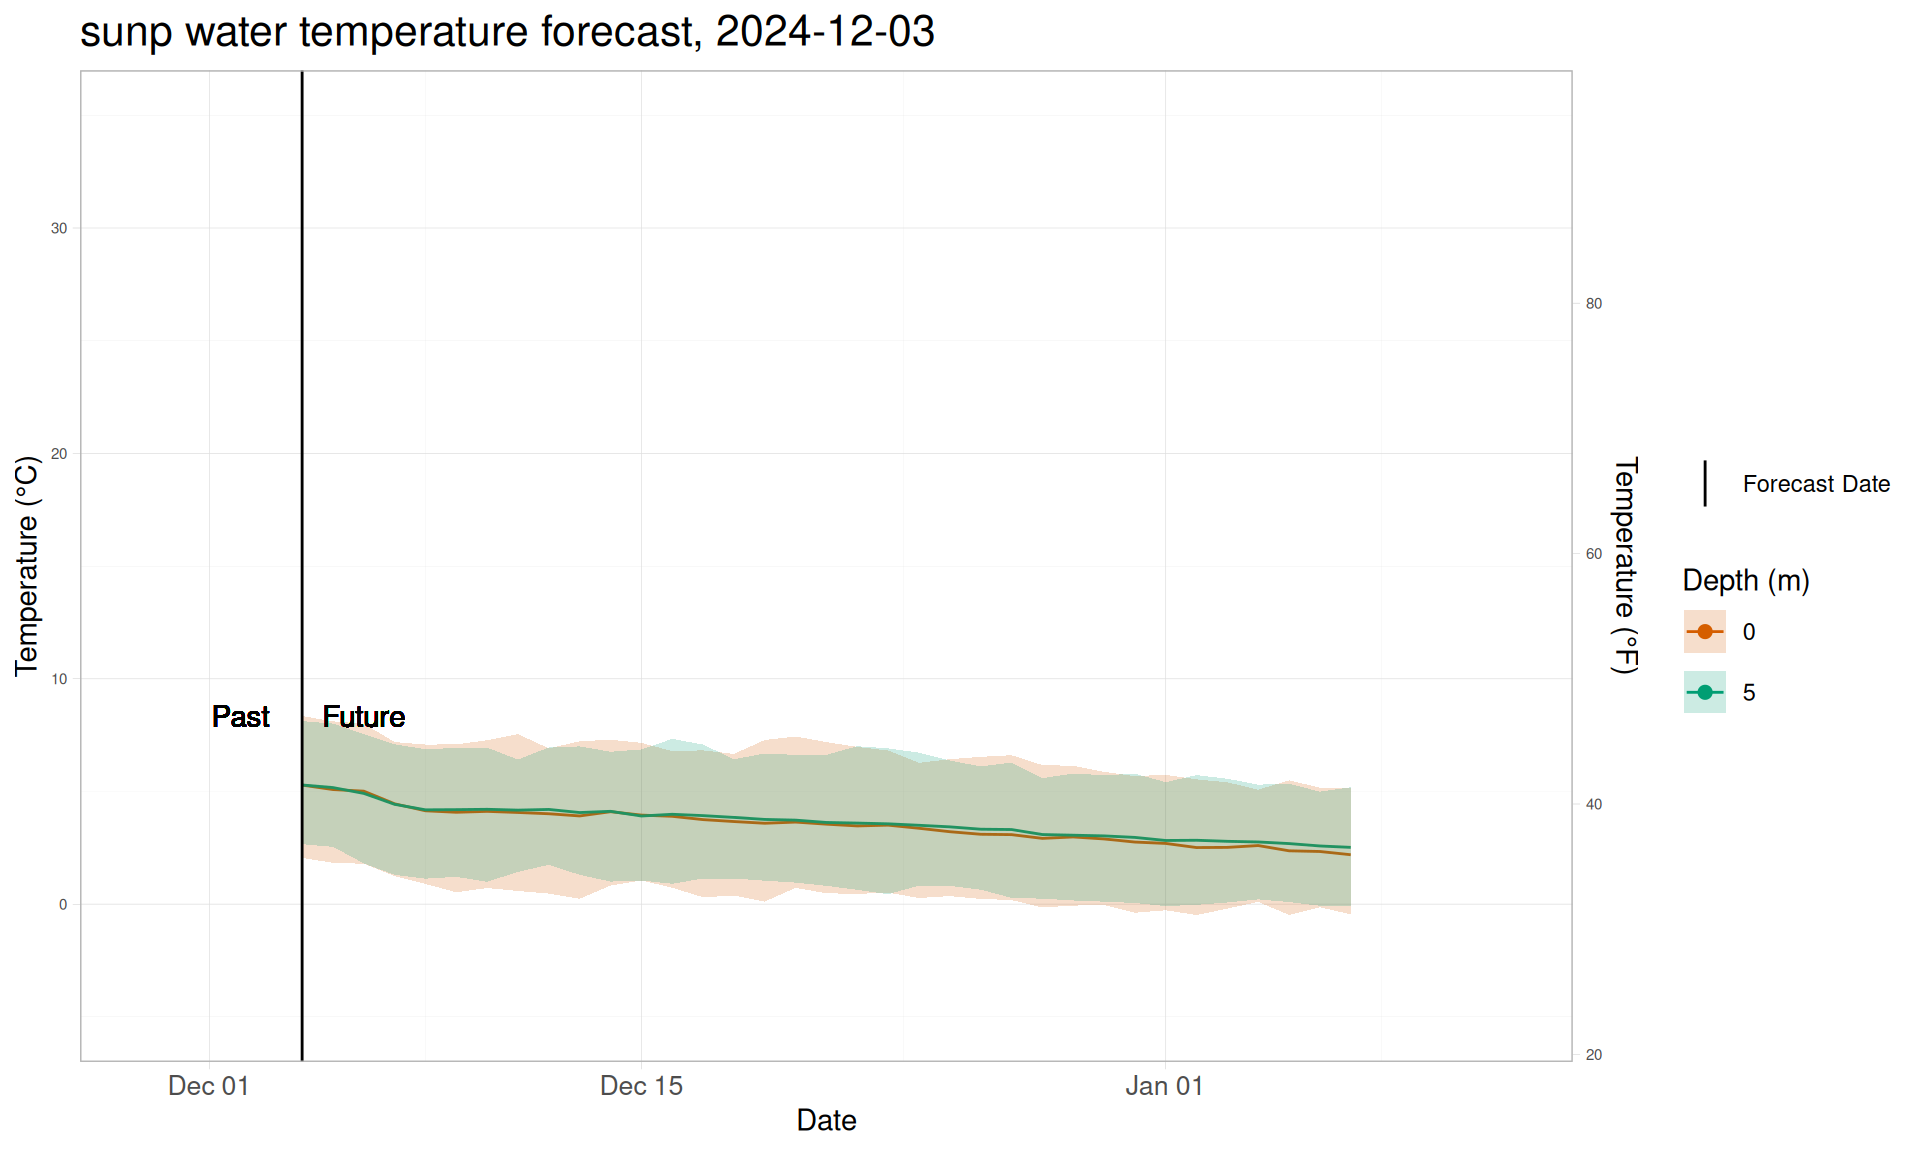 sunp water temperature forecast, 2024-12-03
30
20
10
0
Temperature (°C)
Past
Future
80
60
40
20
Temperature (°F)
Dec 01
Dec 15
Jan 01
Date
Forecast Date
Depth (m)
0
5